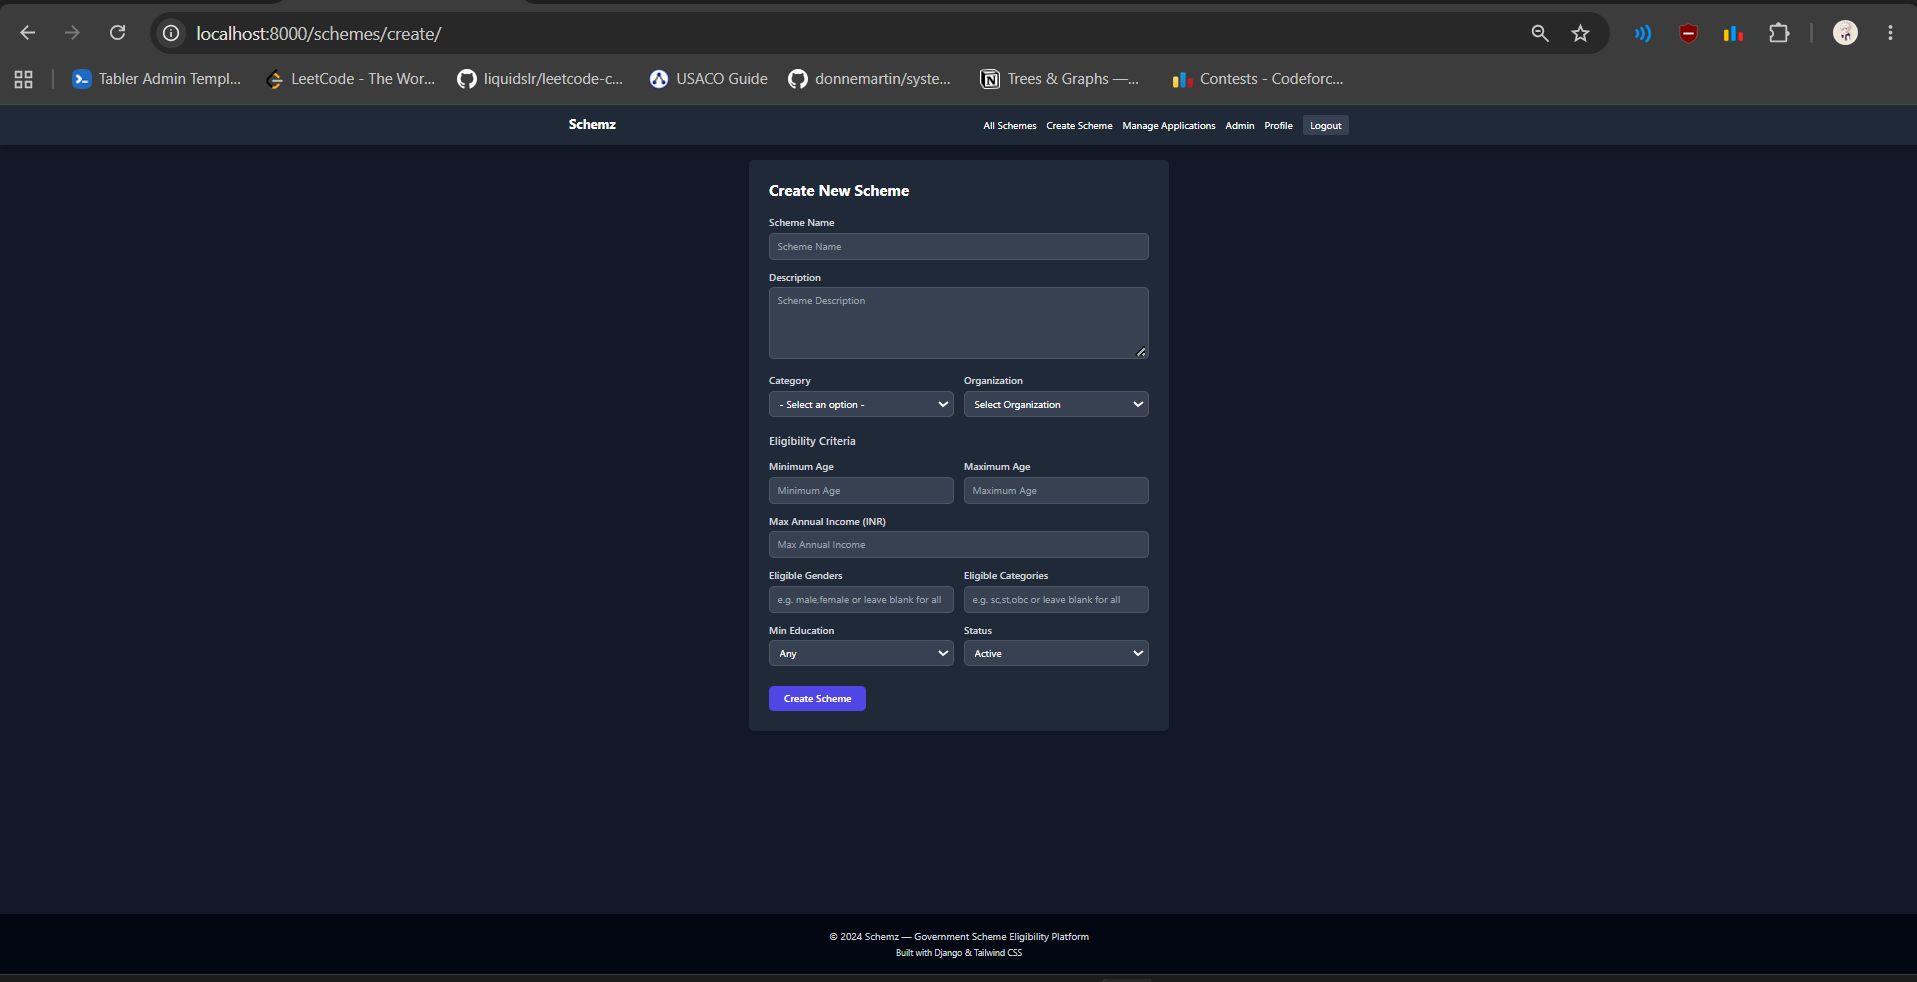 localhost:8000/schemes/create/
Tabler Admin Templ... LeetCode - The Wor... liquidslr/leetcode-c... USACO Guide donnemartin/syste... Trees & Graphs —... Contests - Codeforc...
Schemz All Schemes Create Scheme Manage Applications Admin Profile Logout
Create New Scheme
Scheme Name
Scheme Name
Description
Scheme Description
Category Organization
- Select an option - Select Organization
Eligibility Criteria
Minimum Age Maximum Age
Minimum Age Maximum Age
Max Annual Income (INR)
Max Annual Income
Eligible Genders Eligible Categories
e.g. male,female or leave blank for all e.g. sc,st,obc or leave blank for all
Min Education Status
Any Active
Create Scheme
© 2024 Schemz — Government Scheme Eligibility Platform
Built with Django & Tailwind CSS